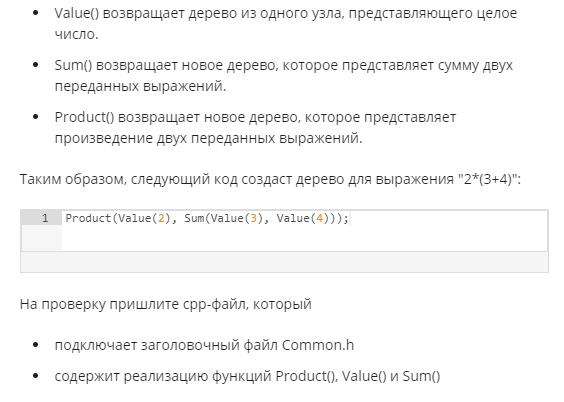 • Value() возвращает дерево из одного узла, представляющего целое
число.
• Sum() возвращает новое дерево, которое представляет сумму двух
переданных выражений.
• Product() возвращает новое дерево, которое представляет
произведение двух переданных выражений.
Таким образом, следующий код создаст дерево для выражения "2*(3+4)":
1 Product(Value(2), Sum(Value(3), Value(4)));
На проверку пришлите cpp-файл, который
• подключает заголовочный файл Common.h
• содержит реализацию функций Product(), Value() и Sum()